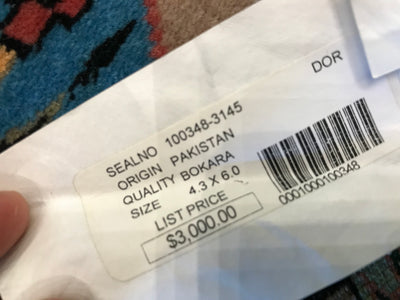 DOR
SEALNO 100348-3145
ORIGIN PAKISTAN
QUALITY BOKARA
SIZE 4.3 X 6.0
LIST PRICE
$3,000.00
0001000100348